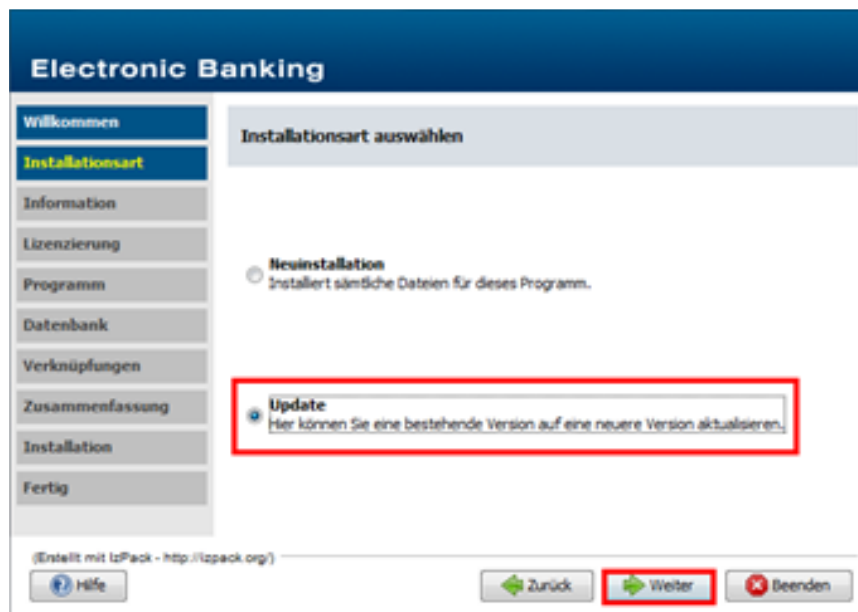 Electronic Banking
Willkommen
Installationsart
Information
Lizenzierung
Programm
Datenbank
Verknüpfungen
Zusammenfassung
Installation
Fertig
Installationsart auswählen
Neuinstallation
Installiert sämtliche Dateien für dieses Programm.
Update
Hier können Sie eine bestehende Version auf eine neuere Version aktualisieren.
(Erstellt mit IzPack - http://izpack.org/)
Hilfe
Zurück
Weiter
Beenden